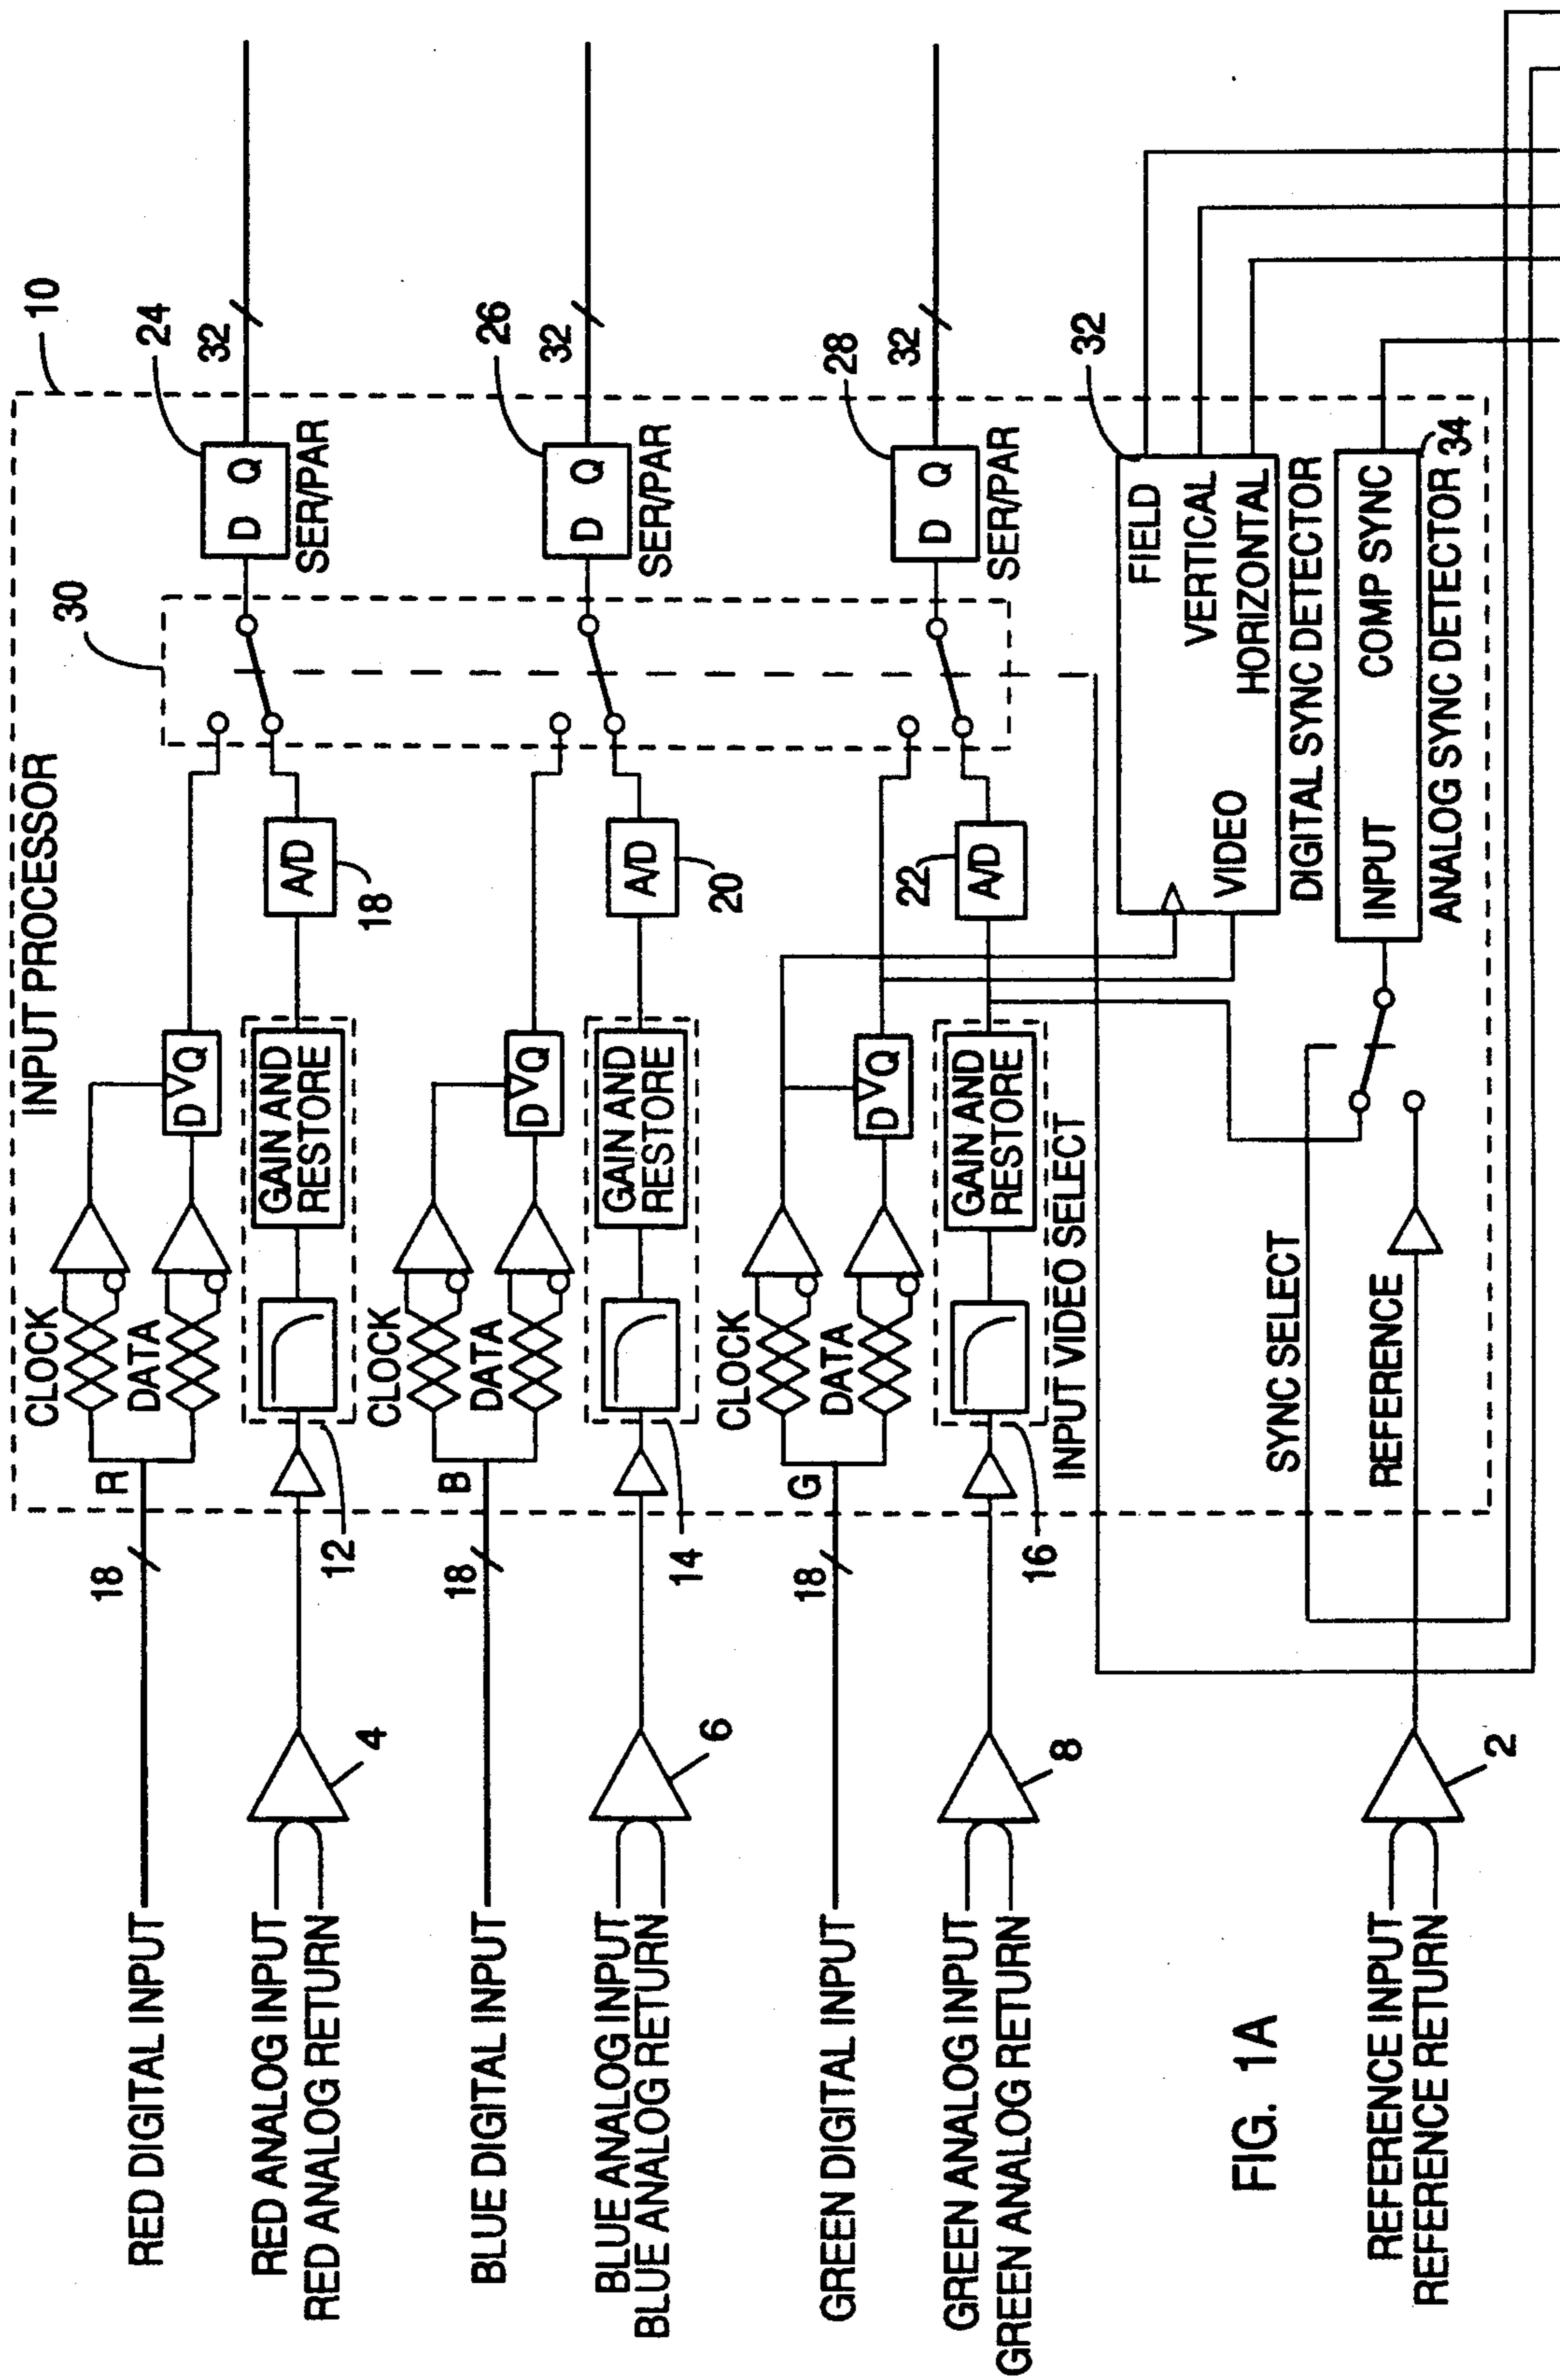 INPUT PROCESSOR
10
RED DIGITAL INPUT
18
R
CLOCK
DATA
D Q
30
24
D Q
SER/PAR
32
RED ANALOG INPUT
RED ANALOG RETURN
4
12
GAIN AND
RESTORE
A/D
18
BLUE DIGITAL INPUT
18
B
CLOCK
DATA
D Q
26
D Q
SER/PAR
32
BLUE ANALOG INPUT
BLUE ANALOG RETURN
6
14
GAIN AND
RESTORE
A/D
20
GREEN DIGITAL INPUT
18
G
CLOCK
DATA
D Q
28
D Q
SER/PAR
32
GREEN ANALOG INPUT
GREEN ANALOG RETURN
8
16
GAIN AND
RESTORE
22
A/D
INPUT VIDEO SELECT
32
FIELD
VERTICAL
VIDEO
HORIZONTAL
DIGITAL SYNC DETECTOR
SYNC SELECT
REFERENCE
INPUT
COMP SYNC
ANALOG SYNC DETECTOR
34
REFERENCE INPUT
REFERENCE RETURN
2
FIG. 1A